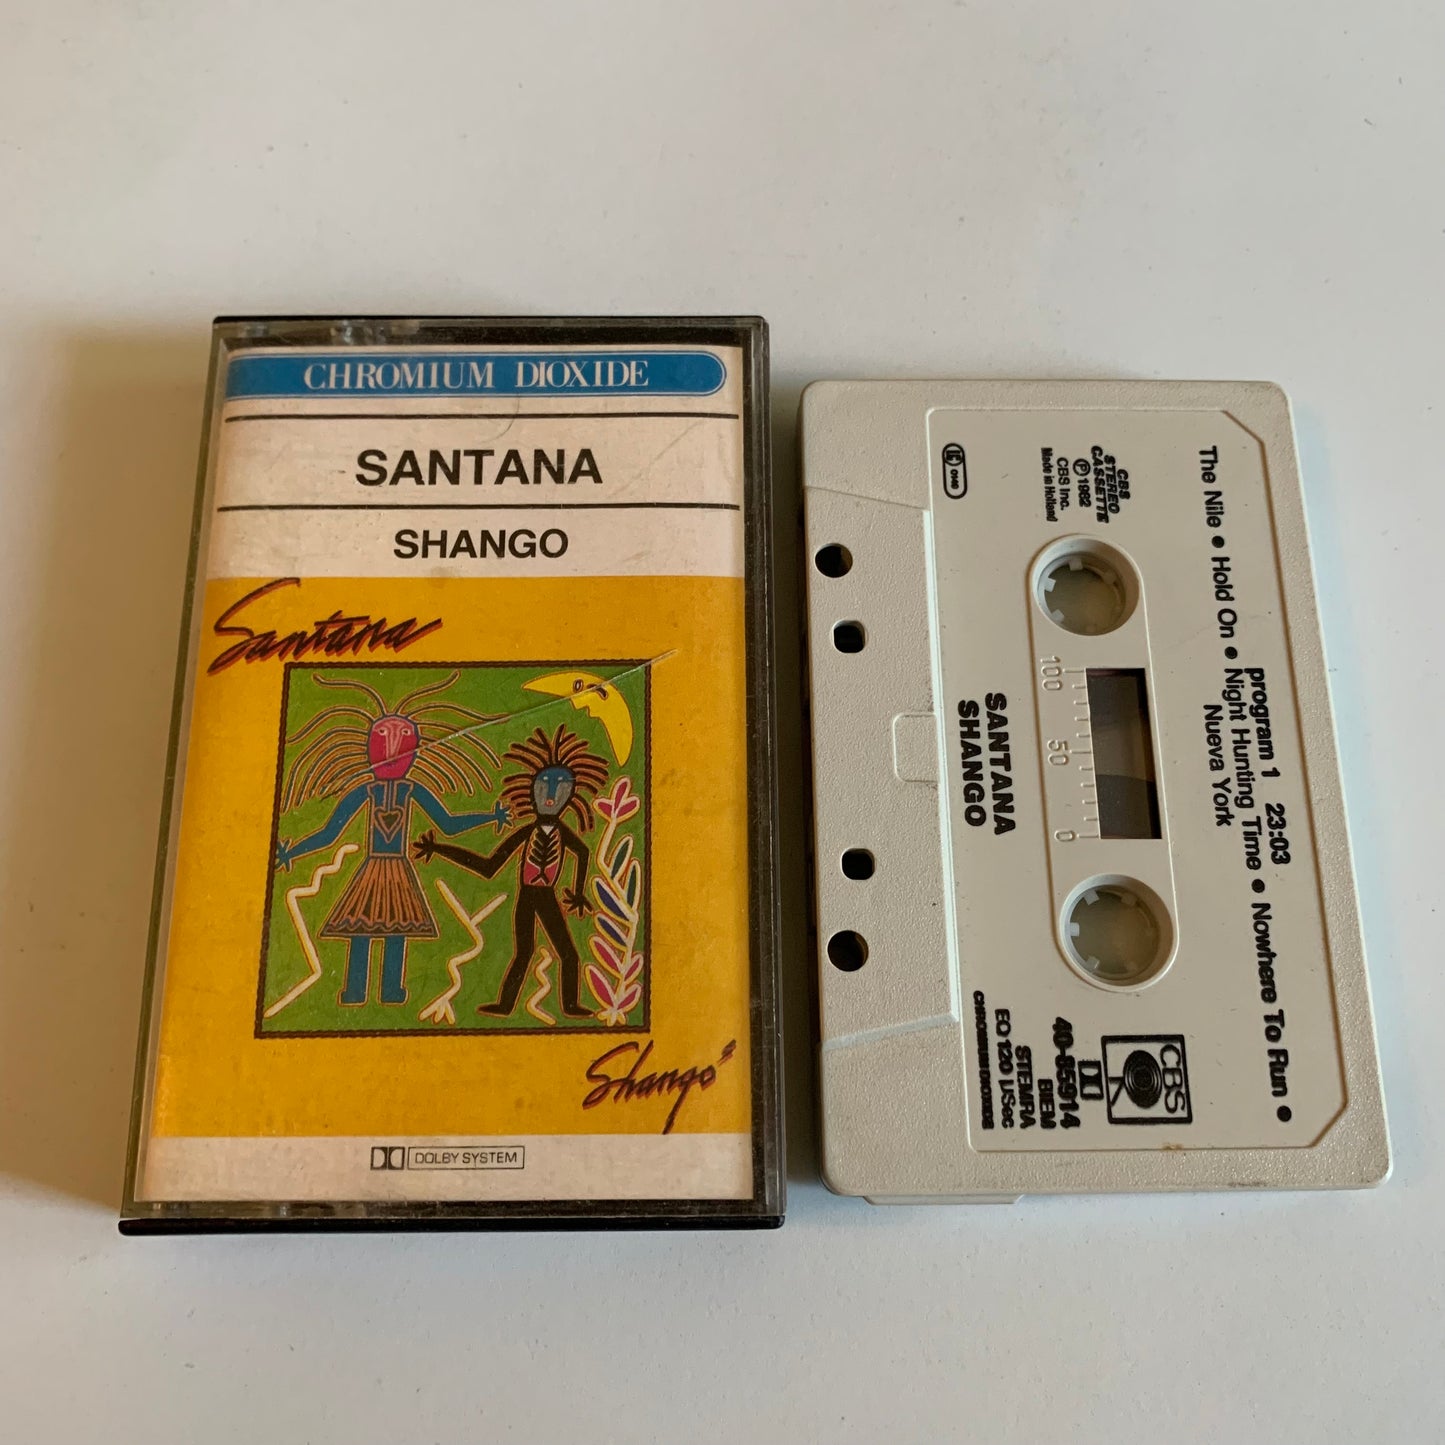 CHROMIUM DIOXIDE
SANTANA
SHANGO
Santana
Shangó
DOLBY SYSTEM
program 1 23:03
The Nile ● Hold On ● Night Hunting Time ● Nowhere To Run ●
Nueva York
CBS
STEREO
CASSETTE
Ⓟ 1982
CBS Inc.
Made in Holland
100 50 0
CBS
40-85914
BIEM
STEMRA
EQ 120 µSec
CHROMIUM DIOXIDE
SANTANA
SHANGO